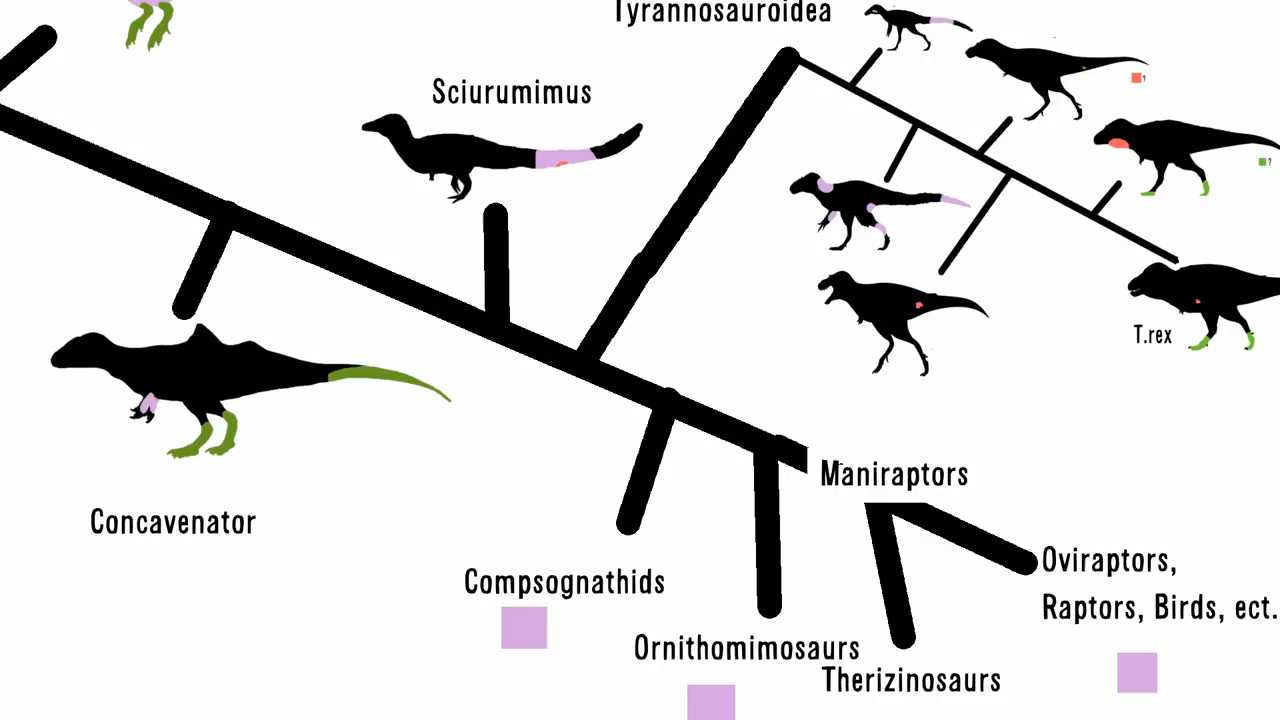 Tyrannosauroidea
Sciurumimus
?
?
T.rex
Maniraptors
Concavenator
Oviraptors,
Raptors, Birds, ect.
Compsognathids
Ornithomimosaurs
Therizinosaurs